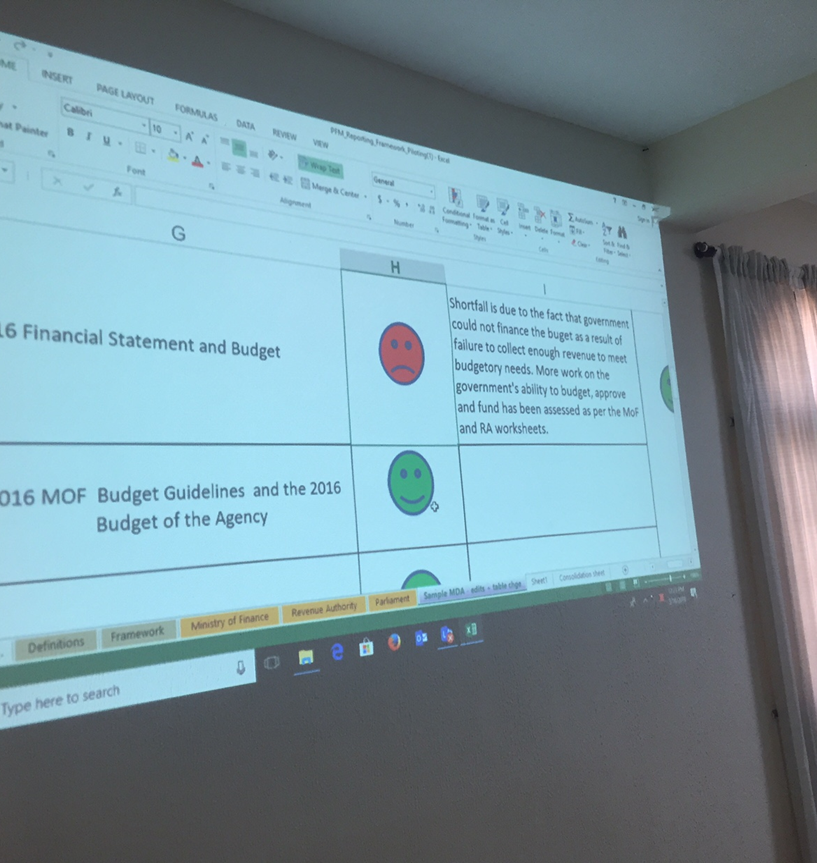 PFM_Reporting_Framework_Piloting(7) - Excel
ME INSERT PAGE LAYOUT FORMULAS DATA REVIEW VIEW
Sign in
Calibri 10
Wrap Text
General
mat Painter
B I U
Merge & Center
$ % ,
Conditional Format as Cell
Formatting Table Styles
Insert Delete Format
AutoSum
Fill
Clear
Sort & Find &
Filter Select
Font
Alignment
Number
Styles
Cells
Editing
fx
G
H
I
16 Financial Statement and Budget
Shortfall is due to the fact that government
could not finance the buget as a result of
failure to collect enough revenue to meet
budgetory needs. More work on the
government's ability to budget, approve
and fund has been assessed as per the MoF
and RA worksheets.
016 MOF Budget Guidelines and the 2016
Budget of the Agency
Definitions Framework Ministry of Finance Revenue Authority Parliament Sample MDA - edits + table chge Sheet1 Consolidation sheet
Type here to search